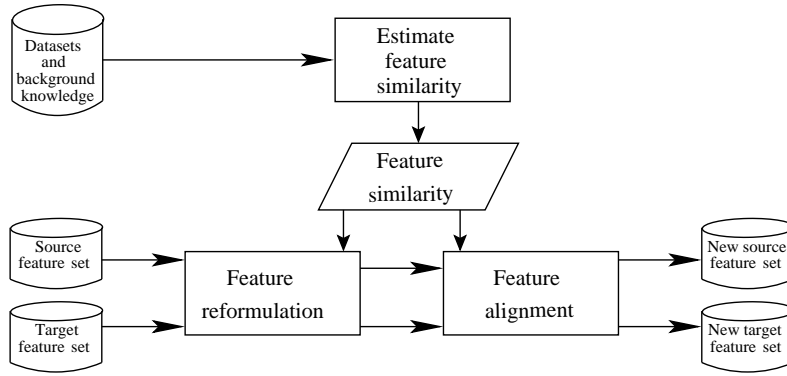 Datasets
and
background
knowledge
Estimate
feature
similarity
Feature
similarity
Source
feature set
Target
feature set
Feature
reformulation
Feature
alignment
New source
feature set
New target
feature set